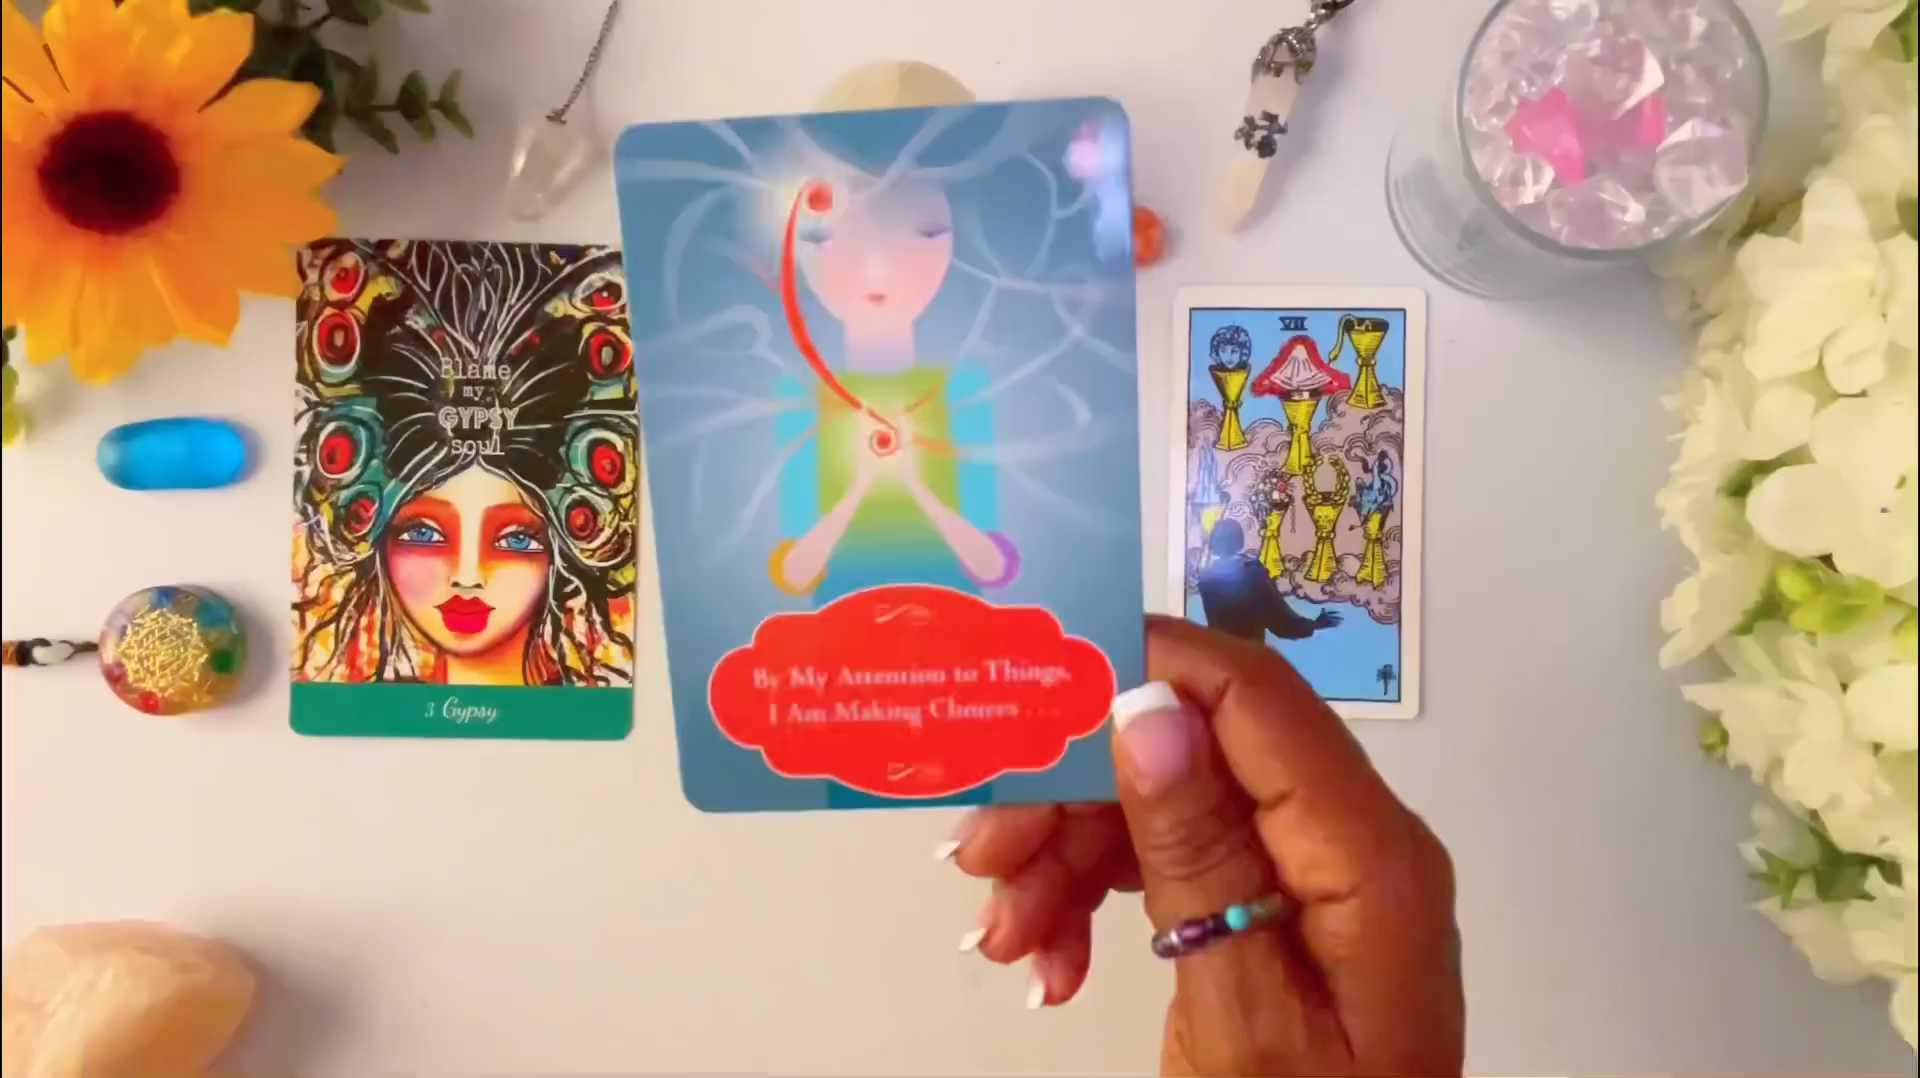 Blame
my
GYPSY
soul
3 Gypsy
By My Attention to Things,
I Am Making Choices . . .
VII